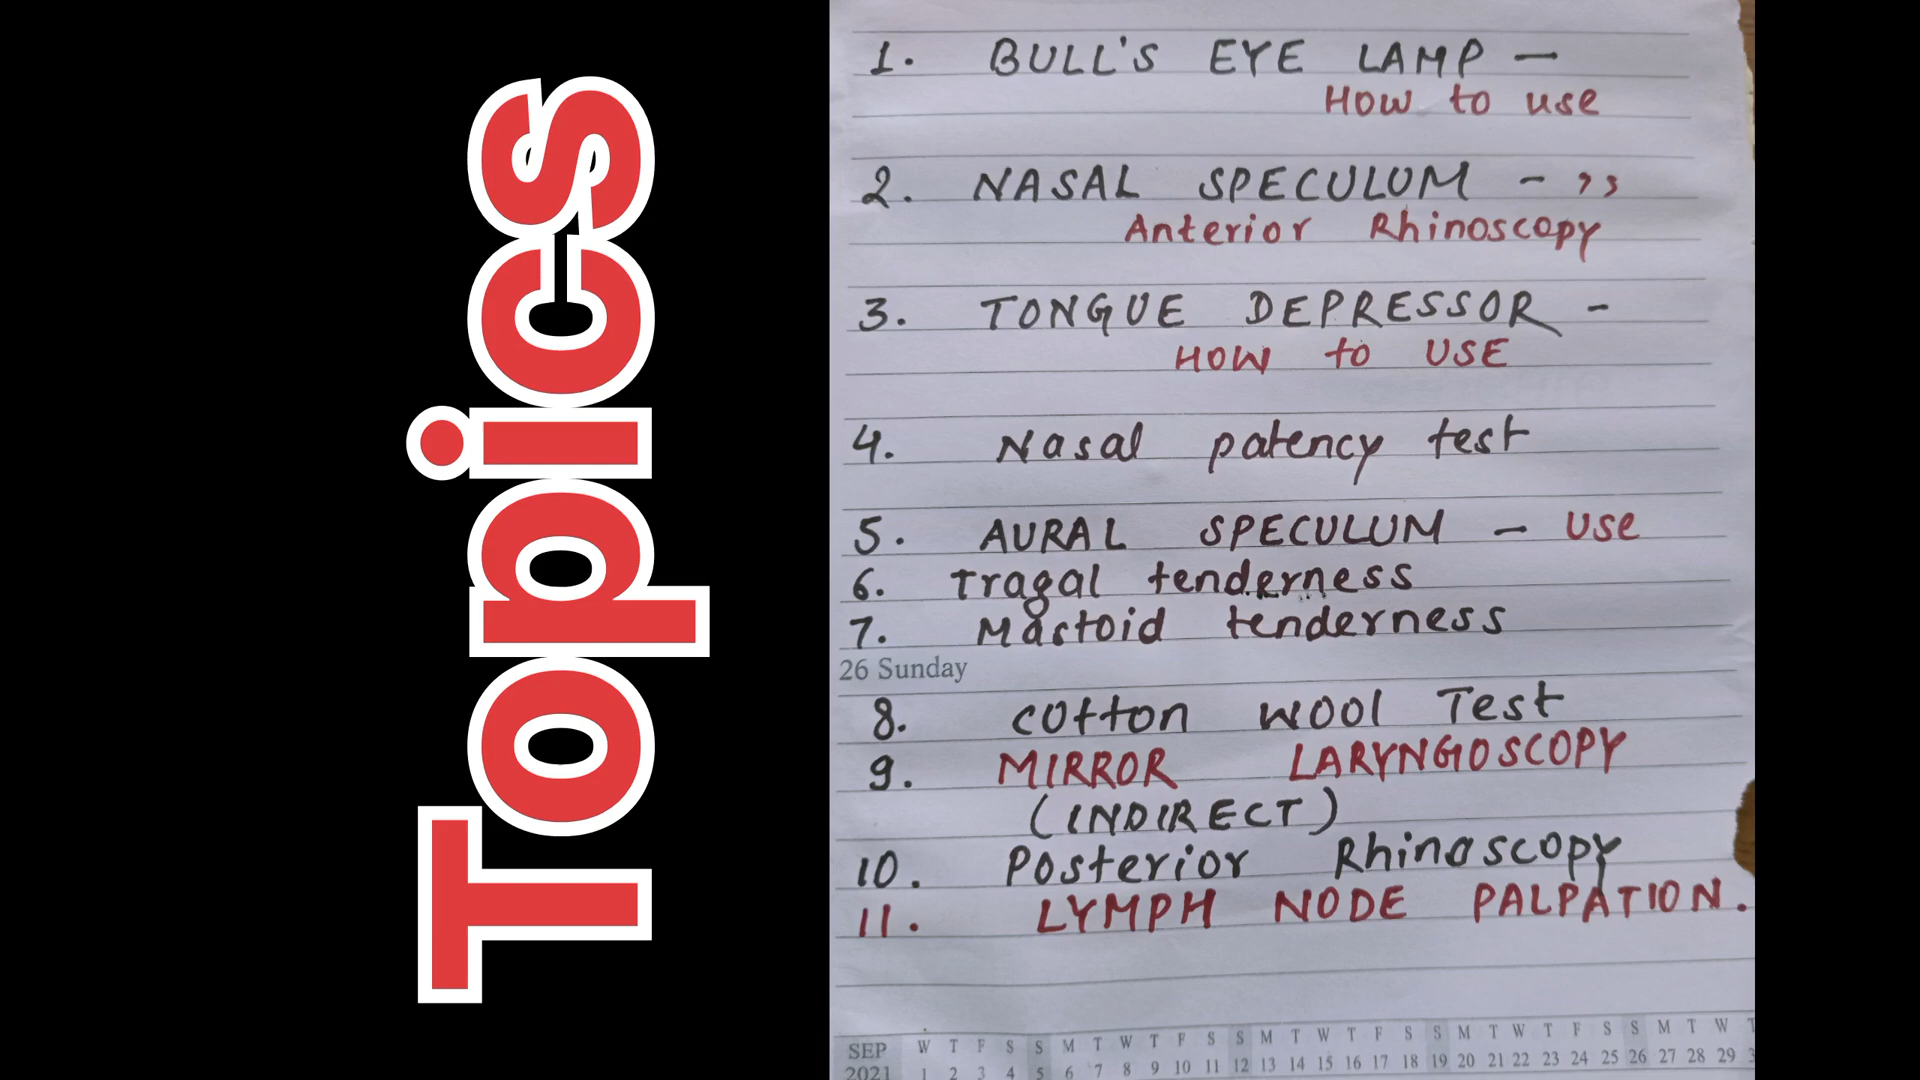 Topics
1. BULL'S EYE LAMP —
How to use
2. NASAL SPECULUM - ,,
Anterior Rhinoscopy
3. TONGUE DEPRESSOR -
HOW to USE
4. Nasal patency test
5. AURAL SPECULUM - Use
6. Tragal tenderness
7. Mastoid tenderness
26 Sunday
8. cotton wool Test
9. MIRROR LARYNGOSCOPY
(INDIRECT)
10. Posterior Rhinoscopy
11. LYMPH NODE PALPATION.
SEP W T F S S M T W T F S S M T W T F S S M T W T F S S M T W T
2021 1 2 3 4 5 6 7 8 9 10 11 12 13 14 15 16 17 18 19 20 21 22 23 24 25 26 27 28 29 3